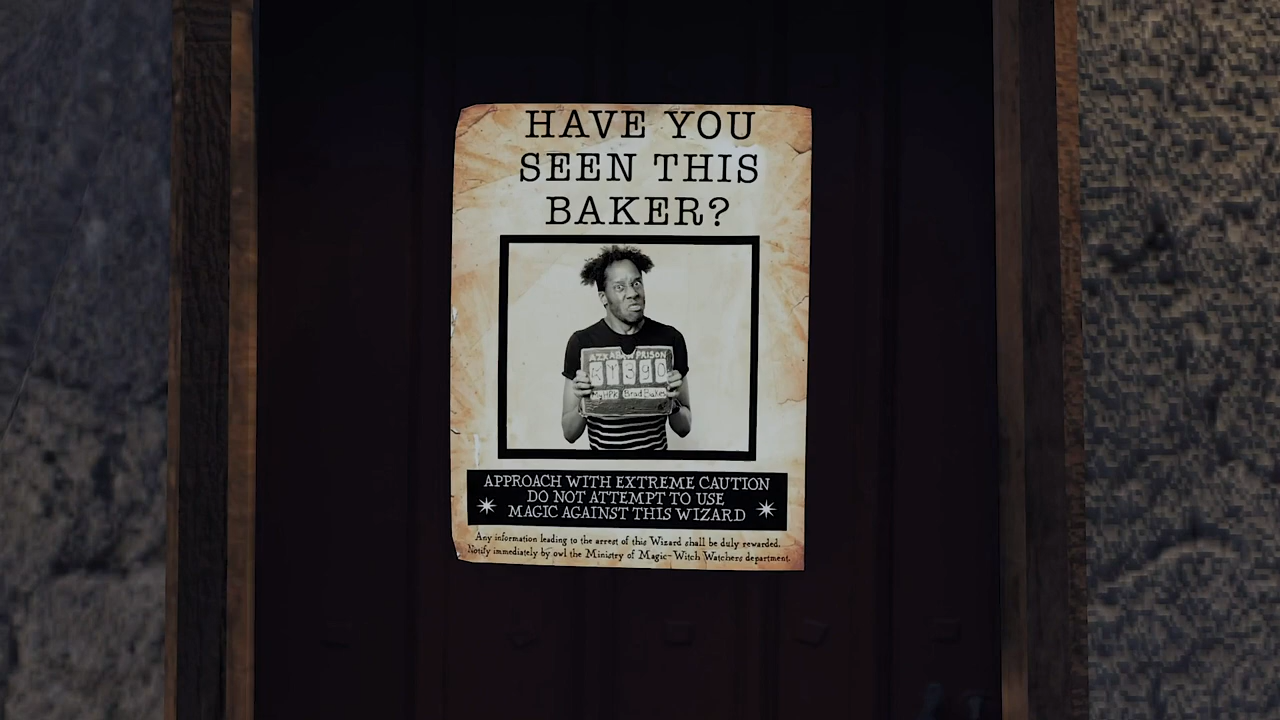 HAVE YOU
SEEN THIS
BAKER?
AZKABAN PRISON
APPROACH WITH EXTREME CAUTION
DO NOT ATTEMPT TO USE
MAGIC AGAINST THIS WIZARD
Any information leading to the arrest of this Wizard shall be duly rewarded.
Notify immediately by owl the Ministry of Magic-Witch Watchers department.